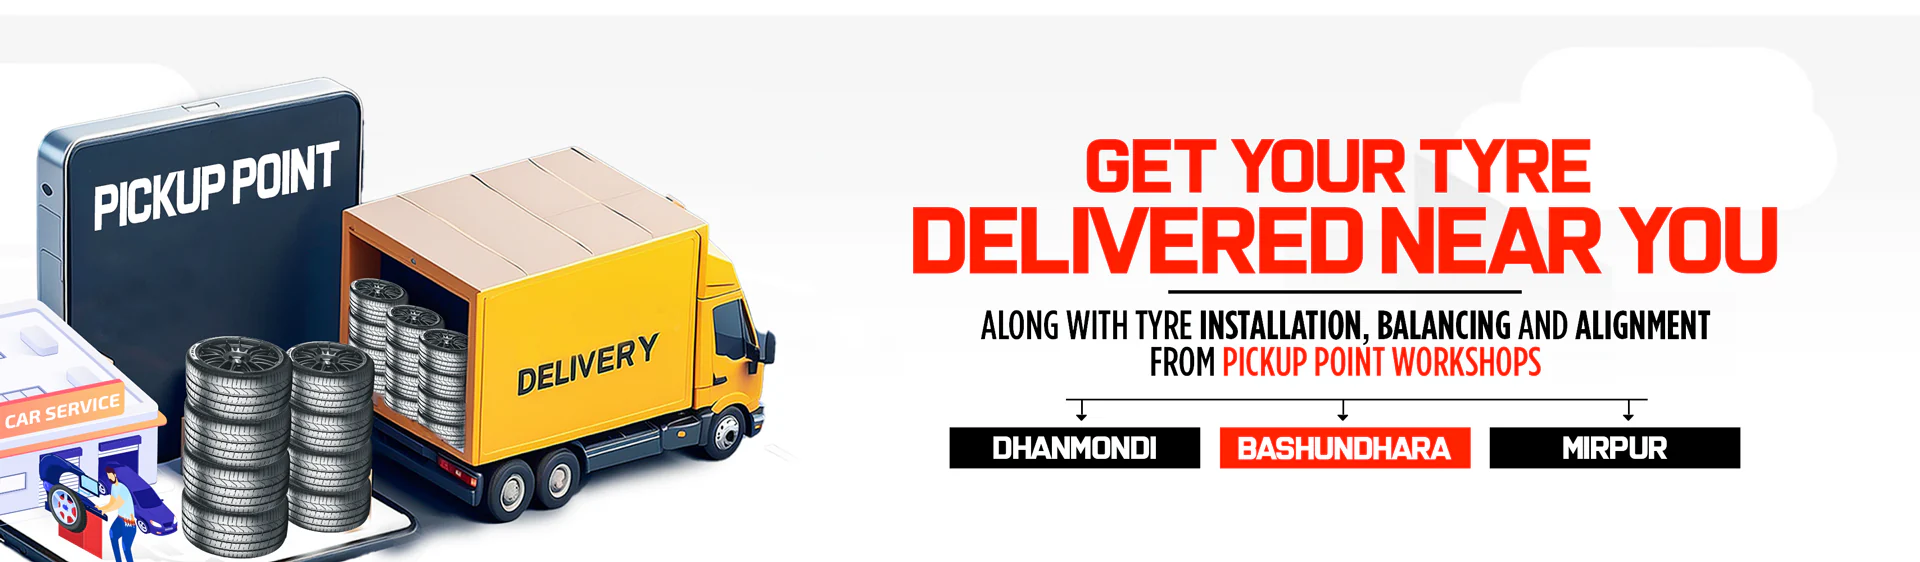 PICKUP POINT
DELIVERY
CAR SERVICE
GET YOUR TYRE
DELIVERED NEAR YOU
ALONG WITH TYRE INSTALLATION, BALANCING AND ALIGNMENT
FROM PICKUP POINT WORKSHOPS
DHANMONDI
BASHUNDHARA
MIRPUR